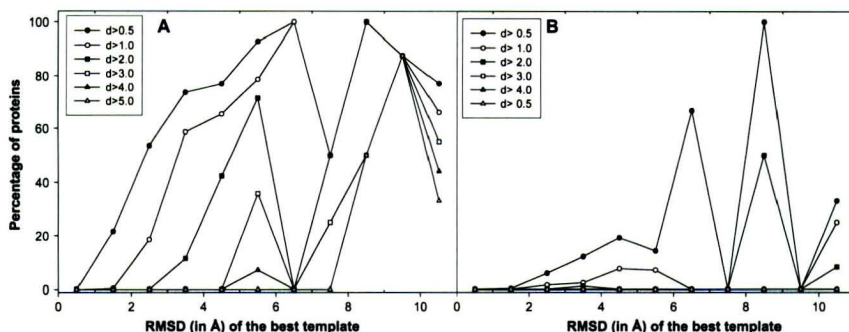 A
B
d>0.5
d>1.0
d>2.0
d>3.0
d>4.0
d>5.0
d> 0.5
d> 1.0
d> 2.0
d> 3.0
d> 4.0
d> 0.5
Percentage of proteins
100
80
60
40
20
0
0 2 4 6 8 10
0 2 4 6 8 10
RMSD (in Å) of the best template
RMSD (in Å) of the best template